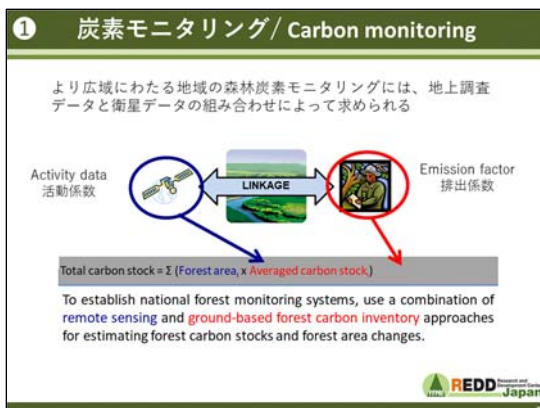 ❶ 炭素モニタリング/ Carbon monitoring
より広域にわたる地域の森林炭素モニタリングには、地上調査
データと衛星データの組み合わせによって求められる
Activity data
活動係数
LINKAGE
Emission factor
排出係数
Total carbon stock = Σ (Forest area, x Averaged carbon stock,)
To establish national forest monitoring systems, use a combination of
remote sensing and ground-based forest carbon inventory approaches
for estimating forest carbon stocks and forest area changes.
REDD Research and
Development Center
Japan